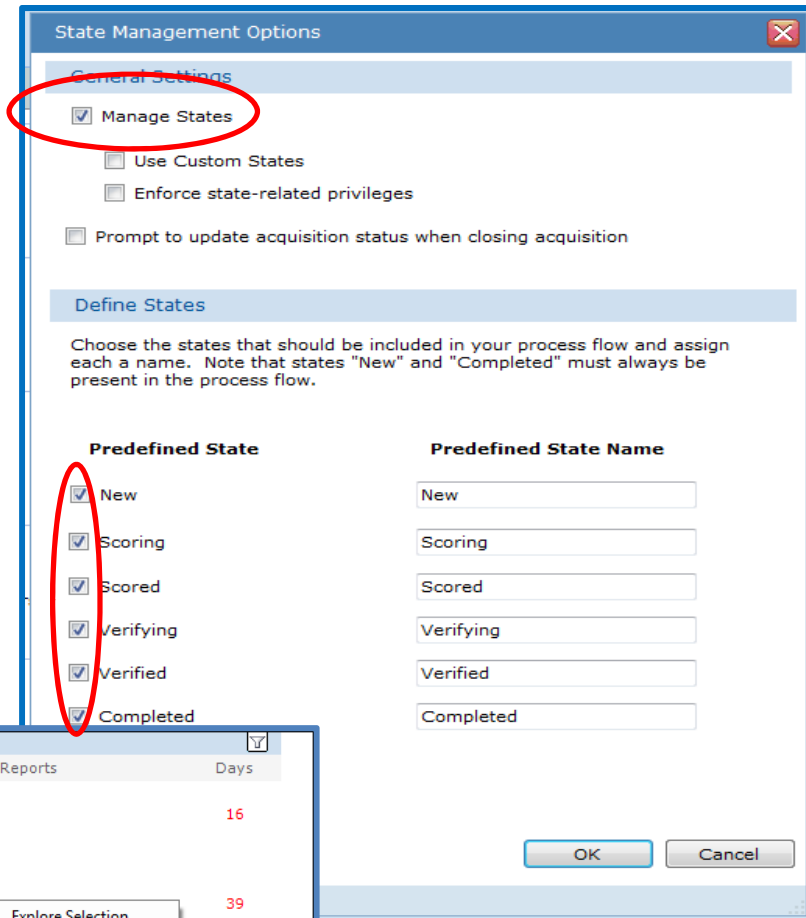 State Management Options
General Settings
Manage States
Use Custom States
Enforce state-related privileges
Prompt to update acquisition status when closing acquisition
Define States
Choose the states that should be included in your process flow and assign
each a name. Note that states "New" and "Completed" must always be
present in the process flow.
Predefined State Predefined State Name
New New
Scoring Scoring
Scored Scored
Verifying Verifying
Verified Verified
Completed Completed
Reports Days
16
39
Explore Selection
OK Cancel